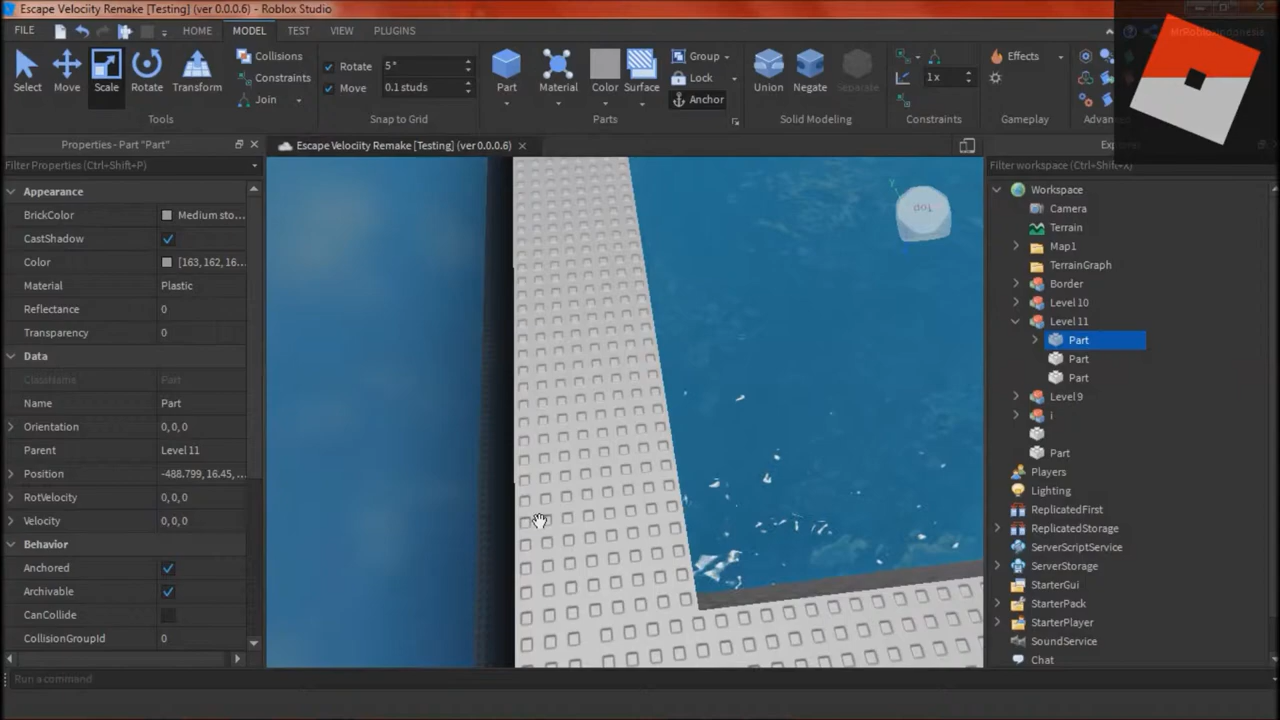 Escape Velociity Remake [Testing] (ver 0.0.0.6) - Roblox Studio
FILE HOME MODEL TEST VIEW PLUGINS
Select Move Scale Rotate Transform
Tools
Collisions
Constraints
Join
Rotate 5°
Move 0.1 studs
Snap to Grid
Part Material Color Surface
Group
Lock
Anchor
Parts
Union Negate Separate
Solid Modeling
1x
Constraints
Effects
Gameplay
Advanc
Properties - Part "Part"
Filter Properties (Ctrl+Shift+P)
Appearance
BrickColor Medium sto...
CastShadow
Color [163, 162, 16...
Material Plastic
Reflectance 0
Transparency 0
Data
ClassName Part
Name Part
Orientation 0,0,0
Parent Level 11
Position -488.799, 16.45, ...
RotVelocity 0,0,0
Velocity 0,0,0
Behavior
Anchored
Archivable
CanCollide
CollisionGroupId 0
Escape Velociity Remake [Testing] (ver 0.0.0.6)
y
Top
Filter workspace (Ctrl+Shift+X)
Workspace
Camera
Terrain
Map1
TerrainGraph
Border
Level 10
Level 11
Part
Part
Part
Level 9
i
Part
Players
Lighting
ReplicatedFirst
ReplicatedStorage
ServerScriptService
ServerStorage
StarterGui
StarterPack
StarterPlayer
SoundService
Chat
Run a command